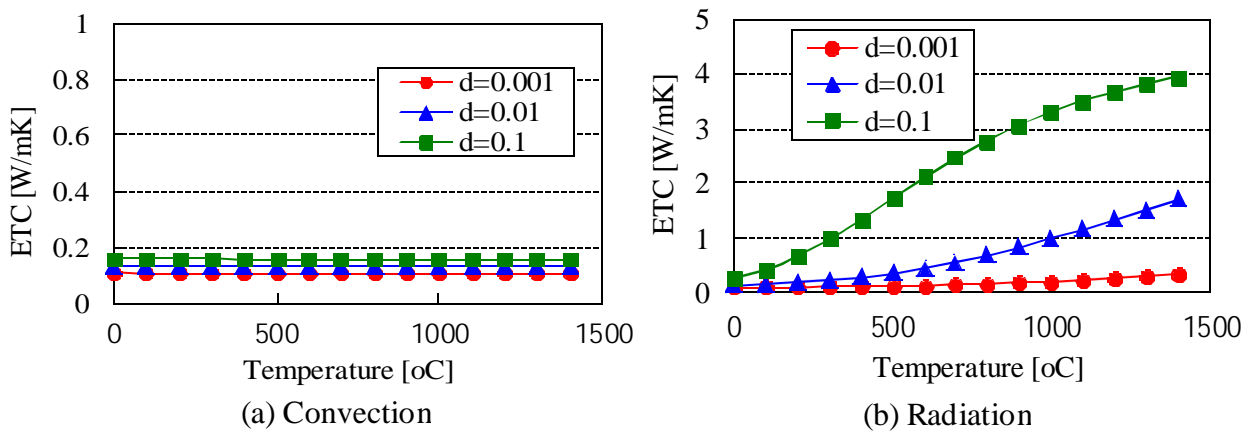 1
0.8
0.6
0.4
0.2
0
ETC [W/mK]
d=0.001
d=0.01
d=0.1
0 500 1000 1500
Temperature [oC]
(a) Convection
5
4
3
2
1
0
ETC [W/mK]
d=0.001
d=0.01
d=0.1
0 500 1000 1500
Temperature [oC]
(b) Radiation